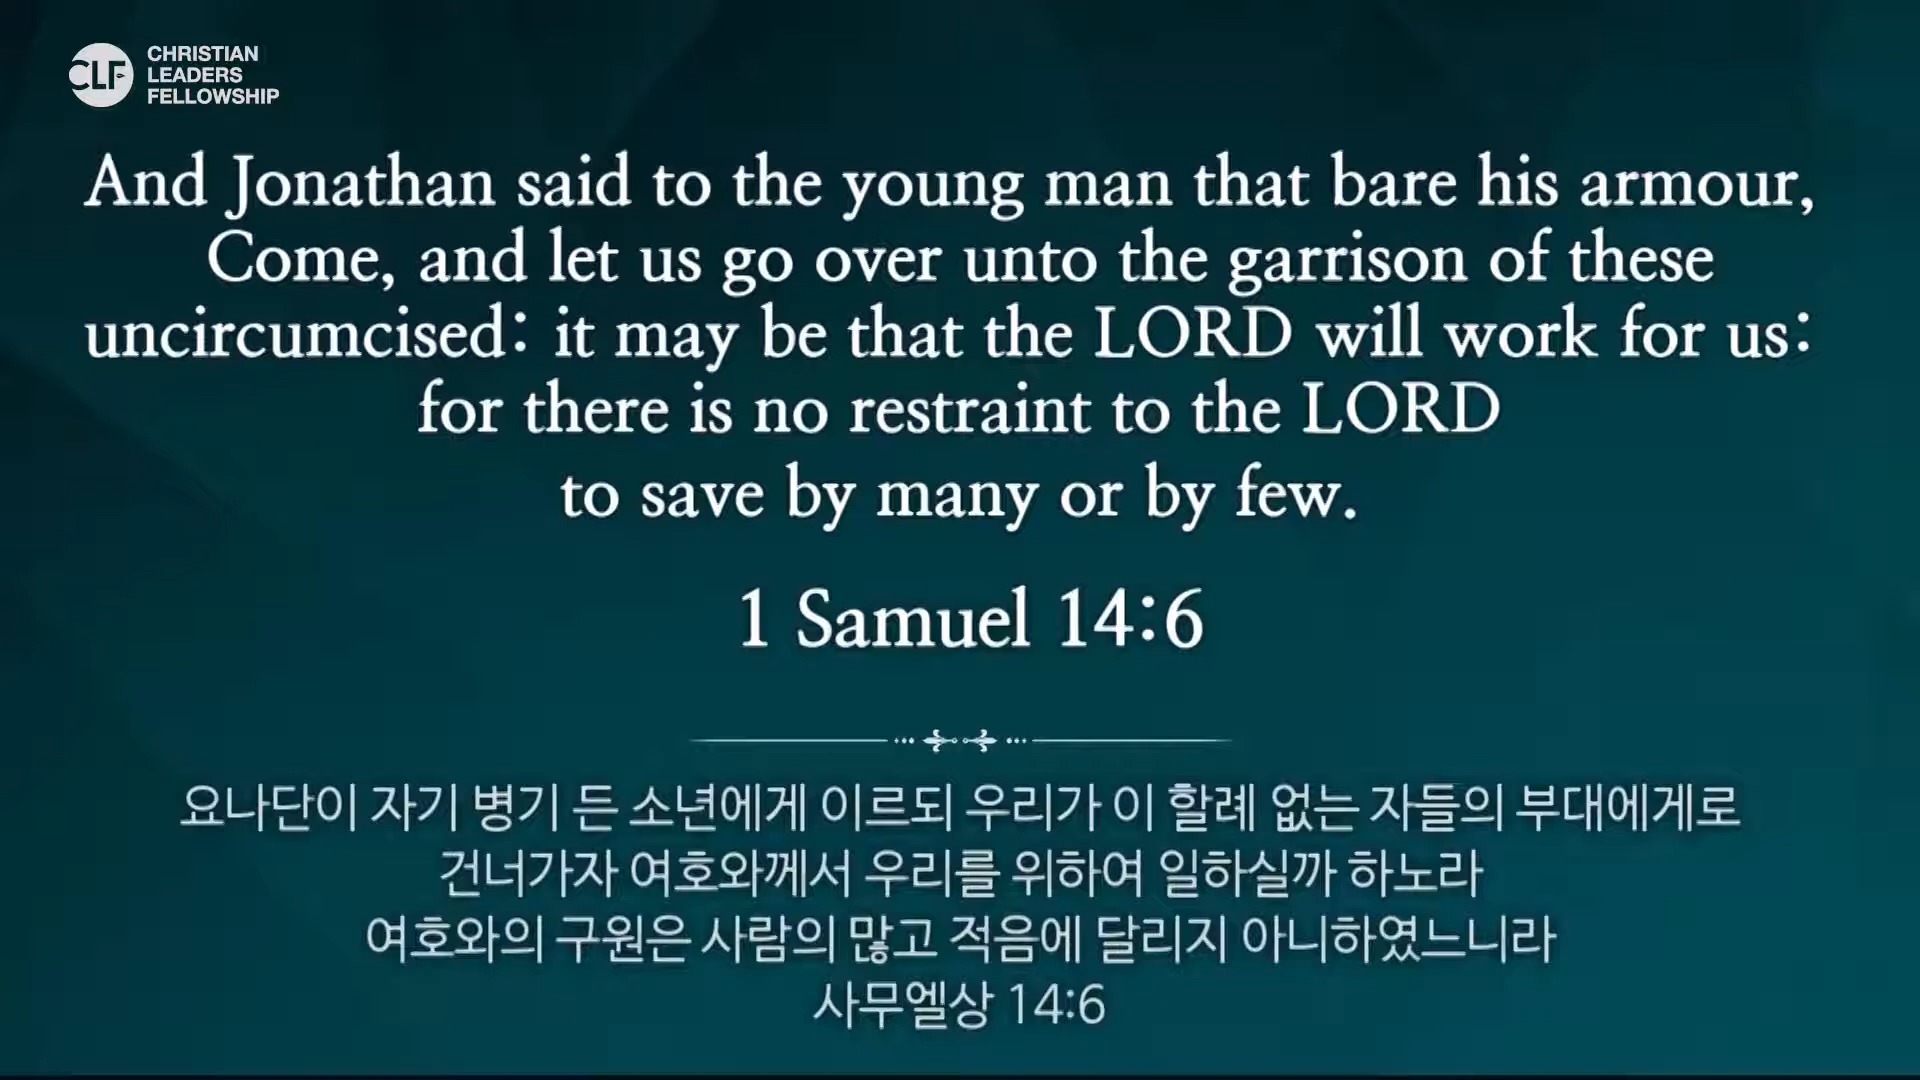 CLF CHRISTIAN
LEADERS
FELLOWSHIP
And Jonathan said to the young man that bare his armour,
Come, and let us go over unto the garrison of these
uncircumcised: it may be that the LORD will work for us:
for there is no restraint to the LORD
to save by many or by few.
1 Samuel 14:6
요나단이 자기 병기 든 소년에게 이르되 우리가 이 할례 없는 자들의 부대에게로
건너가자 여호와께서 우리를 위하여 일하실까 하노라
여호와의 구원은 사람의 많고 적음에 달리지 아니하였느니라
사무엘상 14:6